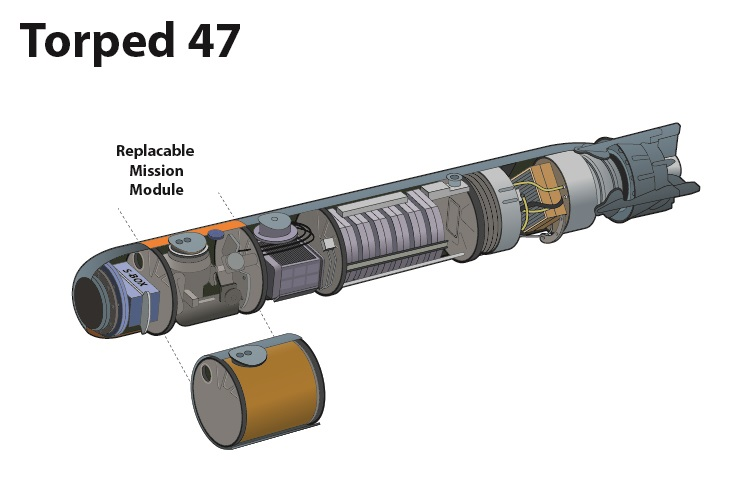 Torped 47
Replacable
Mission
Module
S-BOX